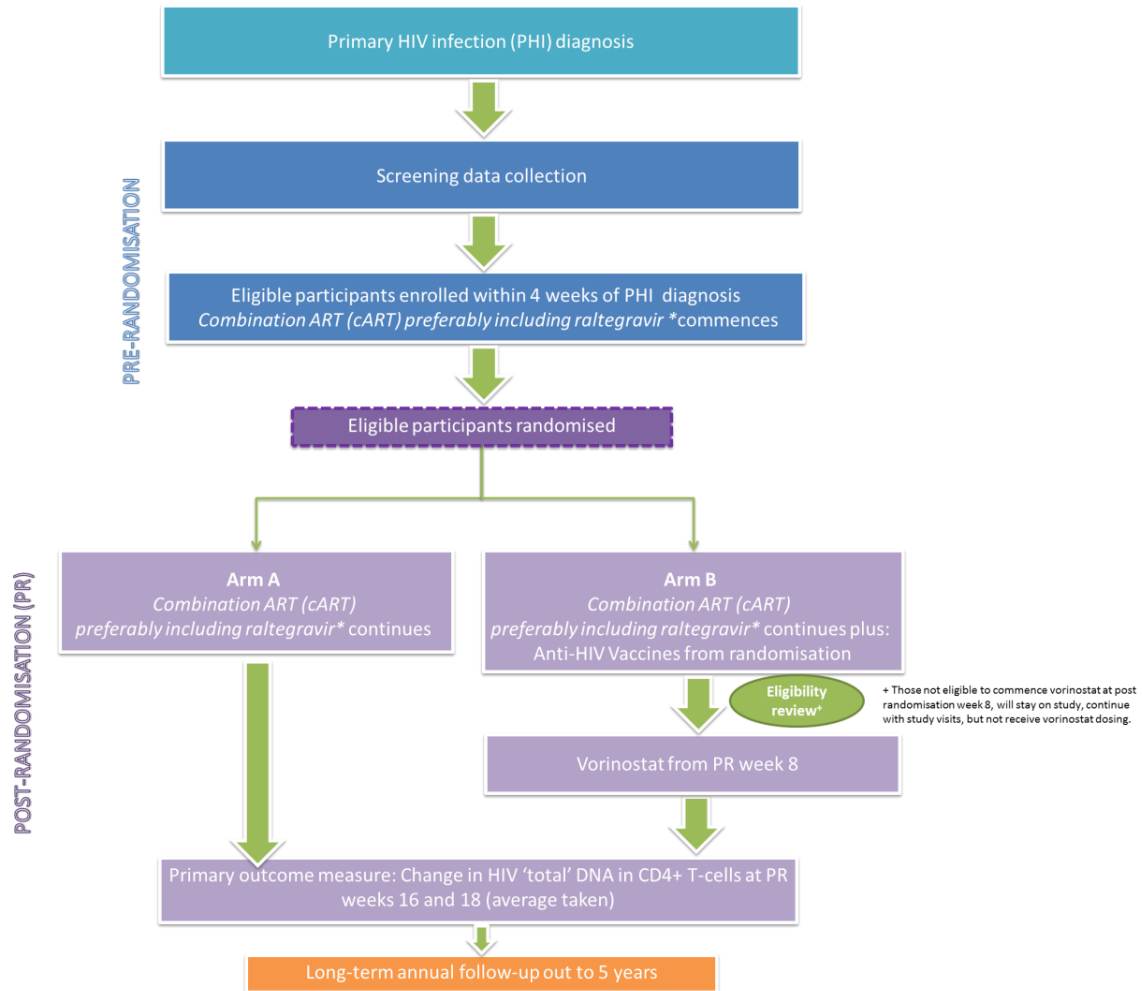 Primary HIV infection (PHI) diagnosis
Screening data collection
PRE-RANDOMISATION
Eligible participants enrolled within 4 weeks of PHI diagnosis
Combination ART (cART) preferably including raltegravir *commences
Eligible participants randomised
POST-RANDOMISATION (PR)
Arm A
Combination ART (cART)
preferably including raltegravir* continues
Arm B
Combination ART (cART)
preferably including raltegravir* continues plus:
Anti-HIV Vaccines from randomisation
Eligibility
review+
+ Those not eligible to commence vorinostat at post
randomisation week 8, will stay on study, continue
with study visits, but not receive vorinostat dosing.
Vorinostat from PR week 8
Primary outcome measure: Change in HIV ‘total’ DNA in CD4+ T-cells at PR
weeks 16 and 18 (average taken)
Long-term annual follow-up out to 5 years